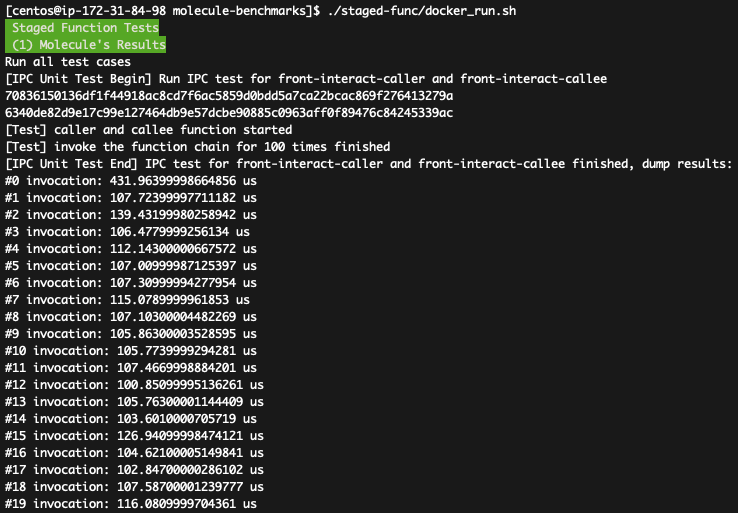 [centos@ip-172-31-84-98 molecule-benchmarks]$ ./staged-func/docker_run.sh
Staged Function Tests
(1) Molecule's Results
Run all test cases
[IPC Unit Test Begin] Run IPC test for front-interact-caller and front-interact-callee
70836150136df1f44918ac8cd7f6ac5859d0bdd5a7ca22bcac869f276413279a
6340de82d9e17c99e127464db9e57dcbe90885c0963aff0f89476c84245339ac
[Test] caller and callee function started
[Test] invoke the function chain for 100 times finished
[IPC Unit Test End] IPC test for front-interact-caller and front-interact-callee finished, dump results:
#0 invocation: 431.96399998664856 us
#1 invocation: 107.72399997711182 us
#2 invocation: 139.43199980258942 us
#3 invocation: 106.4779999256134 us
#4 invocation: 112.14300000667572 us
#5 invocation: 107.00999987125397 us
#6 invocation: 107.30999994277954 us
#7 invocation: 115.0789999961853 us
#8 invocation: 107.10300004482269 us
#9 invocation: 105.86300003528595 us
#10 invocation: 105.7739999294281 us
#11 invocation: 107.4669998884201 us
#12 invocation: 100.85099995136261 us
#13 invocation: 105.76300001144409 us
#14 invocation: 103.6010000705719 us
#15 invocation: 126.94099998474121 us
#16 invocation: 104.62100005149841 us
#17 invocation: 102.84700000286102 us
#18 invocation: 107.58700001239777 us
#19 invocation: 116.0809999704361 us